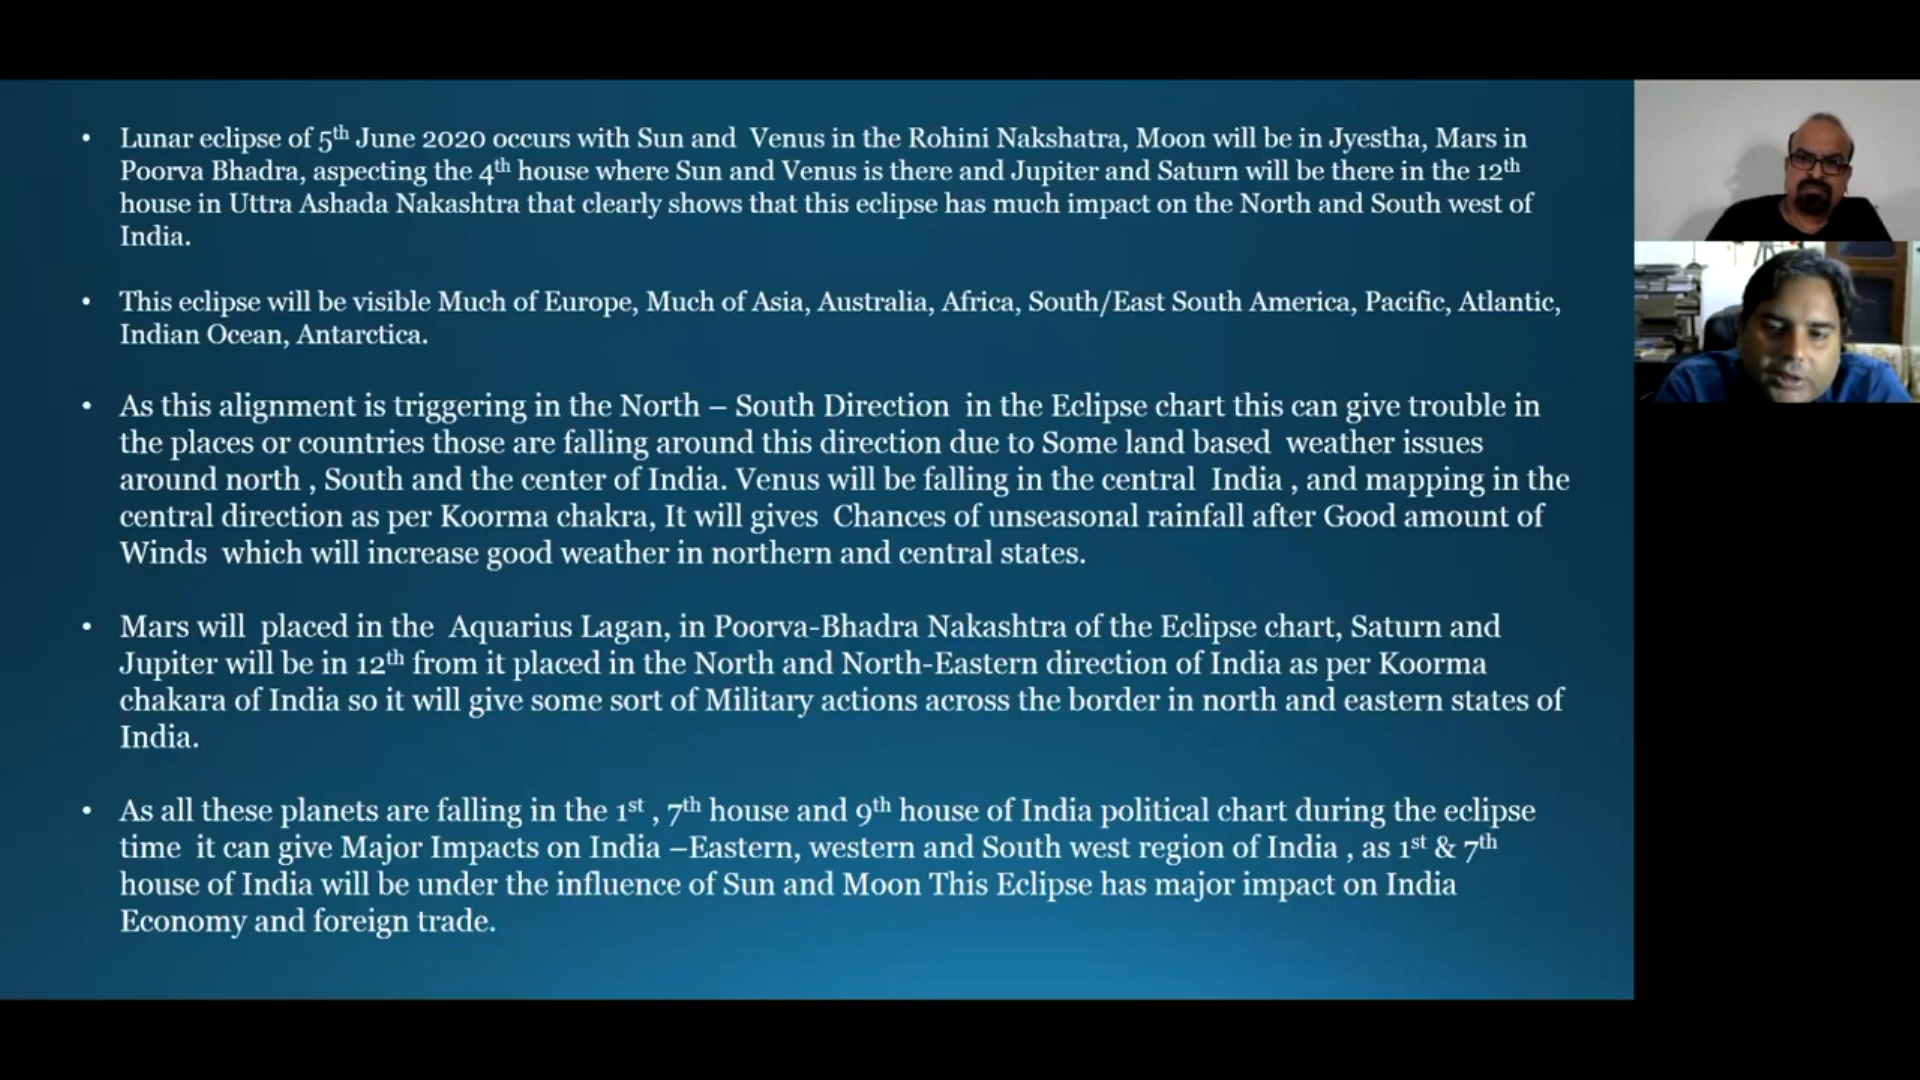 • Lunar eclipse of 5th June 2020 occurs with Sun and Venus in the Rohini Nakshatra, Moon will be in Jyestha, Mars in
Poorva Bhadra, aspecting the 4th house where Sun and Venus is there and Jupiter and Saturn will be there in the 12th
house in Uttra Ashada Nakashtra that clearly shows that this eclipse has much impact on the North and South west of
India.
• This eclipse will be visible Much of Europe, Much of Asia, Australia, Africa, South/East South America, Pacific, Atlantic,
Indian Ocean, Antarctica.
• As this alignment is triggering in the North – South Direction in the Eclipse chart this can give trouble in
the places or countries those are falling around this direction due to Some land based weather issues
around north , South and the center of India. Venus will be falling in the central India , and mapping in the
central direction as per Koorma chakra, It will gives Chances of unseasonal rainfall after Good amount of
Winds which will increase good weather in northern and central states.
• Mars will placed in the Aquarius Lagan, in Poorva-Bhadra Nakashtra of the Eclipse chart, Saturn and
Jupiter will be in 12th from it placed in the North and North-Eastern direction of India as per Koorma
chakara of India so it will give some sort of Military actions across the border in north and eastern states of
India.
• As all these planets are falling in the 1st , 7th house and 9th house of India political chart during the eclipse
time it can give Major Impacts on India –Eastern, western and South west region of India , as 1st & 7th
house of India will be under the influence of Sun and Moon This Eclipse has major impact on India
Economy and foreign trade.